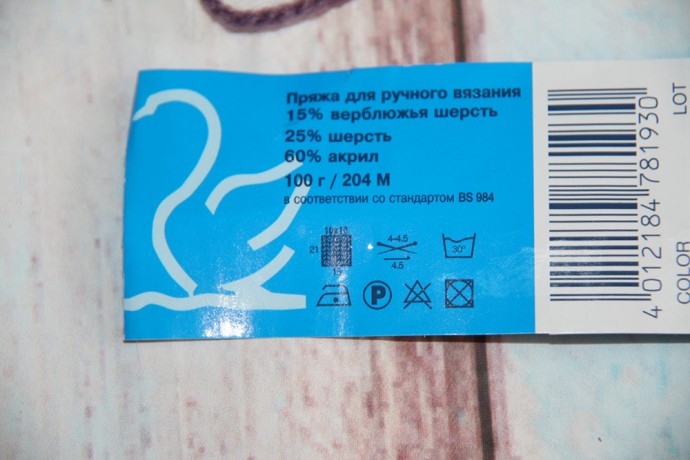 Пряжа для ручного вязания
15% верблюжья шерсть
25% шерсть
60% акрил
100 г / 204 М
в соответствии со стандартом BS 984
10x10
21
4-4.5
4.5
30°
P
4 012184 781930
LOT
COLOR